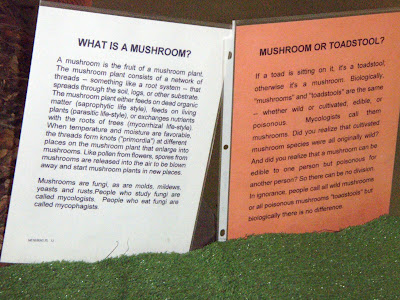 WHAT IS A MUSHROOM?
A mushroom is the fruit of a mushroom plant.
The mushroom plant consists of a network of
threads -- something like a root system -- that
spreads through the soil, logs, or other substrate.
The mushroom plant either feeds on dead organic
matter (saprophytic life style), feeds on living
plants (parasitic life-style), or exchanges nutrients
with the roots of trees (mycorrhizal life-style).
When temperature and moisture are favorable,
the threads form knots ("primordia") at different
places on the mushroom plant that enlarge into
mushrooms. Like pollen from flowers, spores from
mushrooms are released into the air to be blown
away and start mushroom plants in new places.
Mushrooms are fungi, as are molds, mildews,
yeasts and rusts.People who study fungi are
called mycologists. People who eat fungi are
called mycophagists.
MUSHROOM OR TOADSTOOL?
If a toad is sitting on it, it's a toadstool;
otherwise it's a mushroom. Biologically,
"mushrooms" and "toadstools" are the same
-- whether wild or cultivated, edible, or
poisonous. Mycologists call them
mushrooms. Did you realize that cultivated
mushroom species were all originally wild?
And did you realize that a mushroom can be
edible to one person but poisonous for
another person? So there can be no division.
In ignorance, people call all wild mushrooms
or all poisonous mushrooms "toadstools" but
biologically there is no difference.